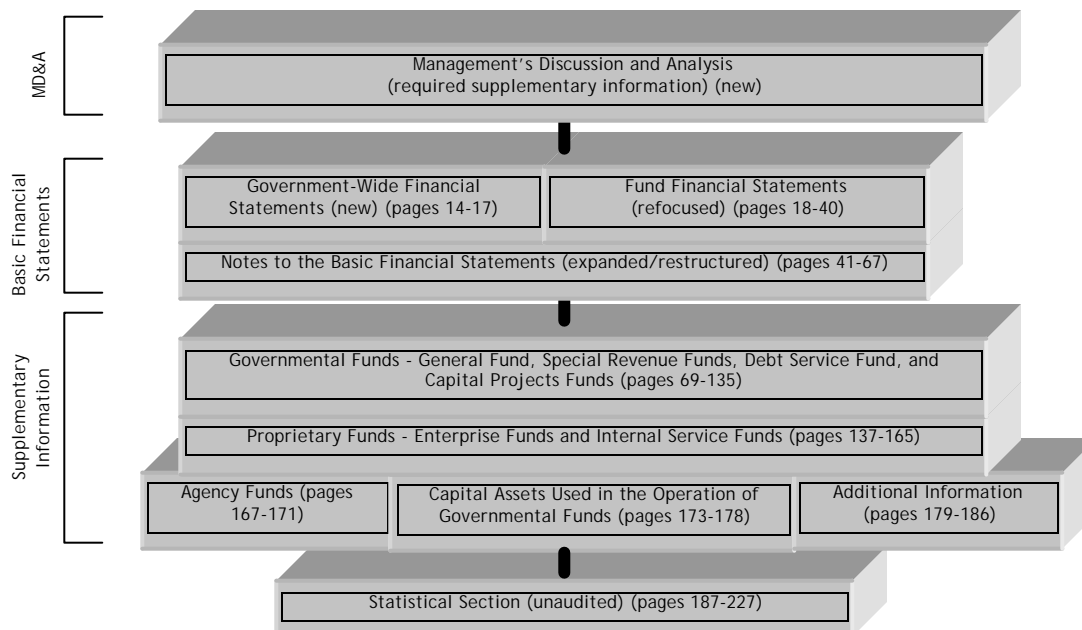 MD&A
Management's Discussion and Analysis
(required supplementary information) (new)
Basic Financial
Statements
Government-Wide Financial
Statements (new) (pages 14-17)
Fund Financial Statements
(refocused) (pages 18-40)
Notes to the Basic Financial Statements (expanded/restructured) (pages 41-67)
Supplementary
Information
Governmental Funds - General Fund, Special Revenue Funds, Debt Service Fund, and
Capital Projects Funds (pages 69-135)
Proprietary Funds - Enterprise Funds and Internal Service Funds (pages 137-165)
Agency Funds (pages
167-171)
Capital Assets Used in the Operation of
Governmental Funds (pages 173-178)
Additional Information
(pages 179-186)
Statistical Section (unaudited) (pages 187-227)